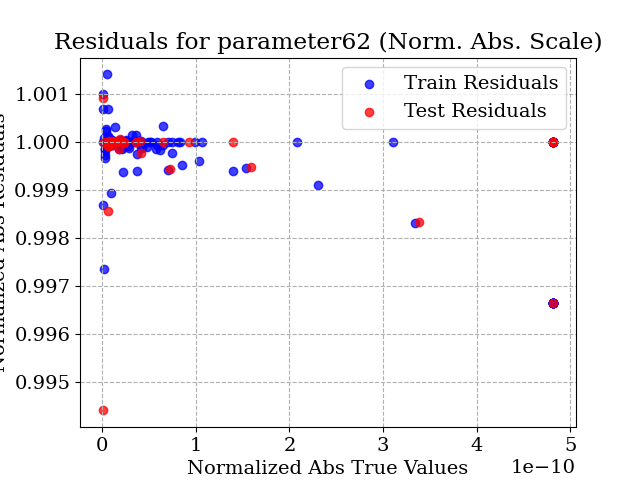 Residuals for parameter62 (Norm. Abs. Scale)
Train Residuals
Test Residuals
Normalized Abs Residuals
1.001
1.000
0.999
0.998
0.997
0.996
0.995
0 1 2 3 4 5
1e−10
Normalized Abs True Values